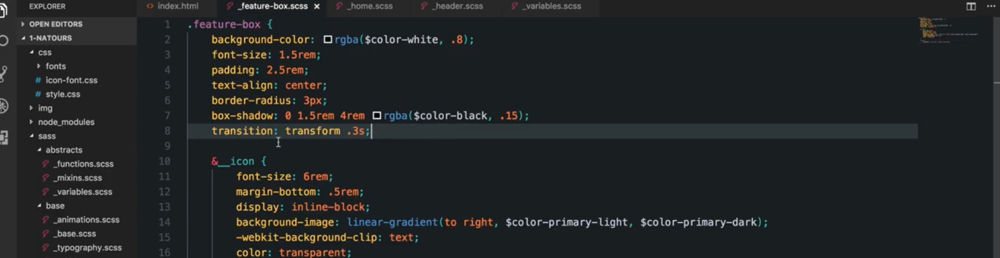 EXPLORER
index.html
_feature-box.scss ×
_home.scss
_header.scss
_variables.scss
OPEN EDITORS
1-NATOURS
css
fonts
# icon-font.css
# style.css
img
node_modules
sass
abstracts
_functions.scss
_mixins.scss
_variables.scss
base
_animations.scss
_base.scss
_typography.scss
1 .feature-box {
2 background-color: rgba($color-white, .8);
3 font-size: 1.5rem;
4 padding: 2.5rem;
5 text-align: center;
6 border-radius: 3px;
7 box-shadow: 0 1.5rem 4rem rgba($color-black, .15);
8 transition: transform .3s;
9
10 &__icon {
11 font-size: 6rem;
12 margin-bottom: .5rem;
13 display: inline-block;
14 background-image: linear-gradient(to right, $color-primary-light, $color-primary-dark);
15 -webkit-background-clip: text;
16 color: transparent;